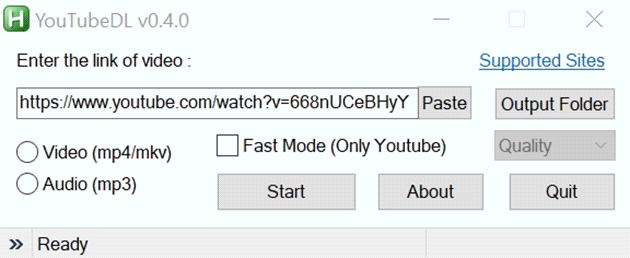 H YouTubeDL v0.4.0
Enter the link of video : Supported Sites
https://www.youtube.com/watch?v=668nUCeBHyY Paste Output Folder
Video (mp4/mkv) Fast Mode (Only Youtube) Quality
Audio (mp3) Start About Quit
» Ready